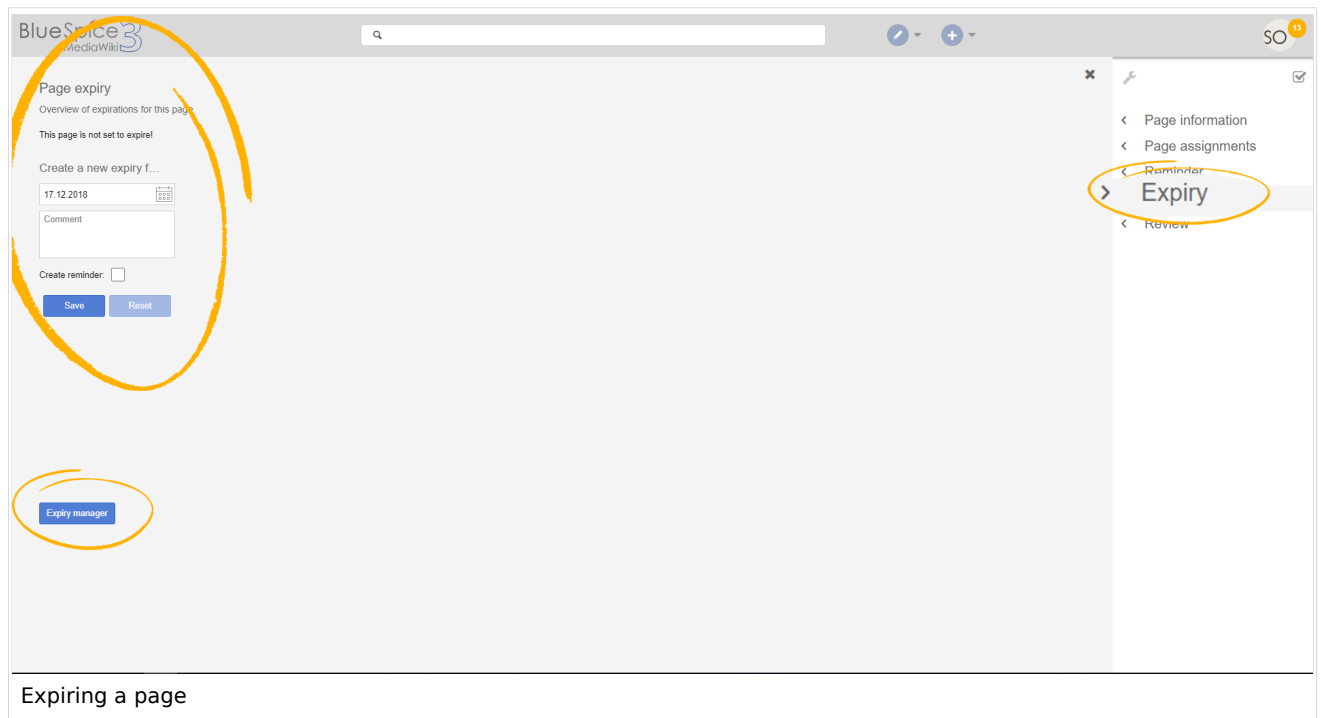 BlueSpice 3
MediaWiki
SO
13
Page expiry
Overview of expirations for this page
This page is not set to expire!
Create a new expiry f...
17.12.2018
Comment
Create reminder:
Save
Reset
Expiry manager
Page information
Page assignments
Reminder
Expiry
Review
Expiring a page